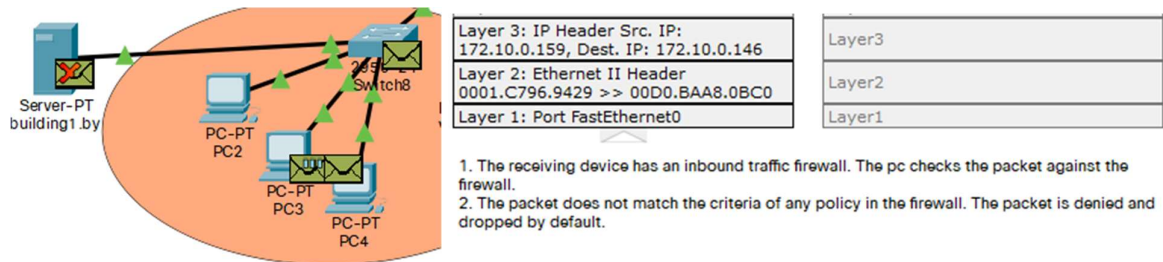 Server-PT
building1.by
PC-PT
PC2
Switch8
PC-PT
PC3
PC-PT
PC4
Layer 3: IP Header Src. IP:
172.10.0.159, Dest. IP: 172.10.0.146
Layer 2: Ethernet II Header
0001.C796.9429 >> 00D0.BAA8.0BC0
Layer 1: Port FastEthernet0
Layer3
Layer2
Layer1
1. The receiving device has an inbound traffic firewall. The pc checks the packet against the
firewall.
2. The packet does not match the criteria of any policy in the firewall. The packet is denied and
dropped by default.